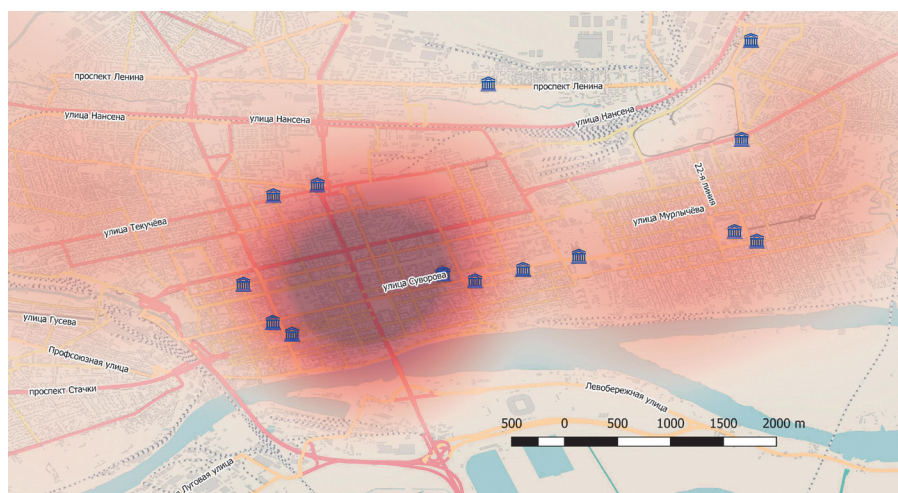 проспект Ленина
проспект Ленина
улица Нансена
улица Нансена
улица Нансена
22-я линия
улица Мурлычёва
улица Текучёва
улица Суворова
улица Гусева
Профсоюзная улица
проспект Стачки
Левобережная улица
500 0 500 1000 1500 2000 m
Луговая улица